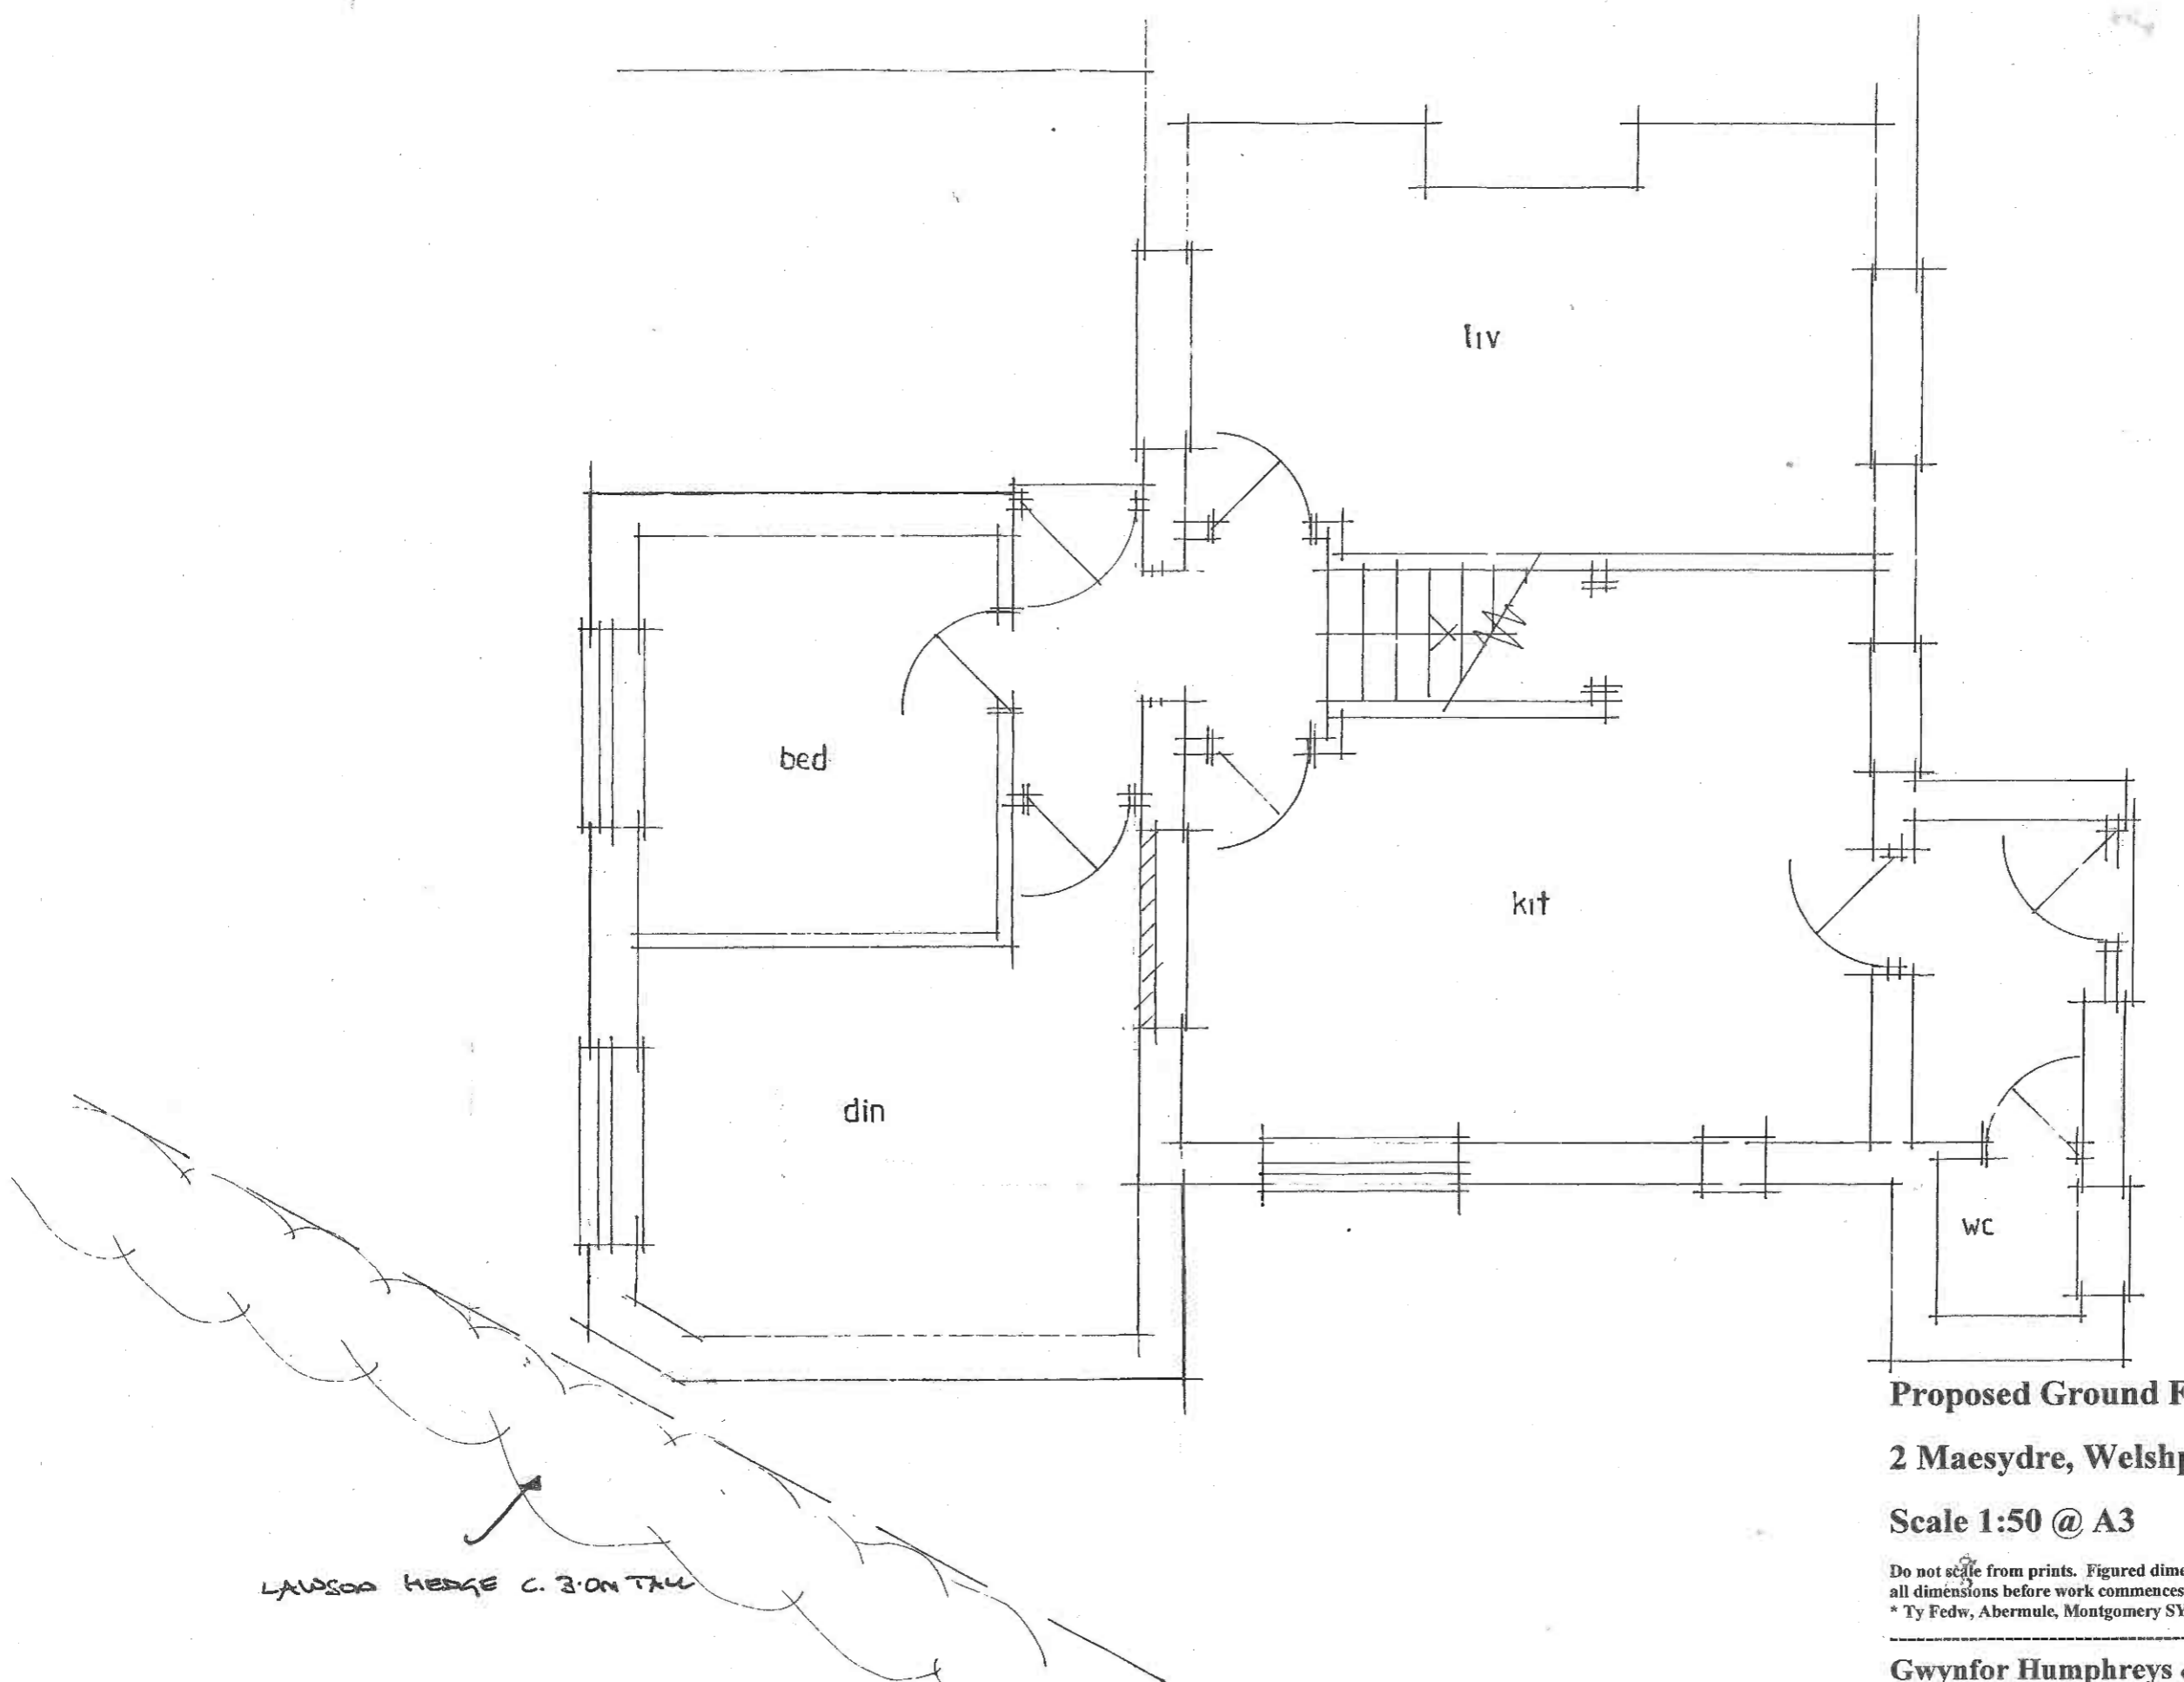 liv
bed
kit
din
wc
LAWSON HEDGE C. 3.0M TALL
Proposed Ground F
2 Maesydre, Welshp
Scale 1:50 @ A3
Do not scale from prints. Figured dime
all dimensions before work commences
* Ty Fedw, Abermule, Montgomery SY
Gwynfor Humphreys